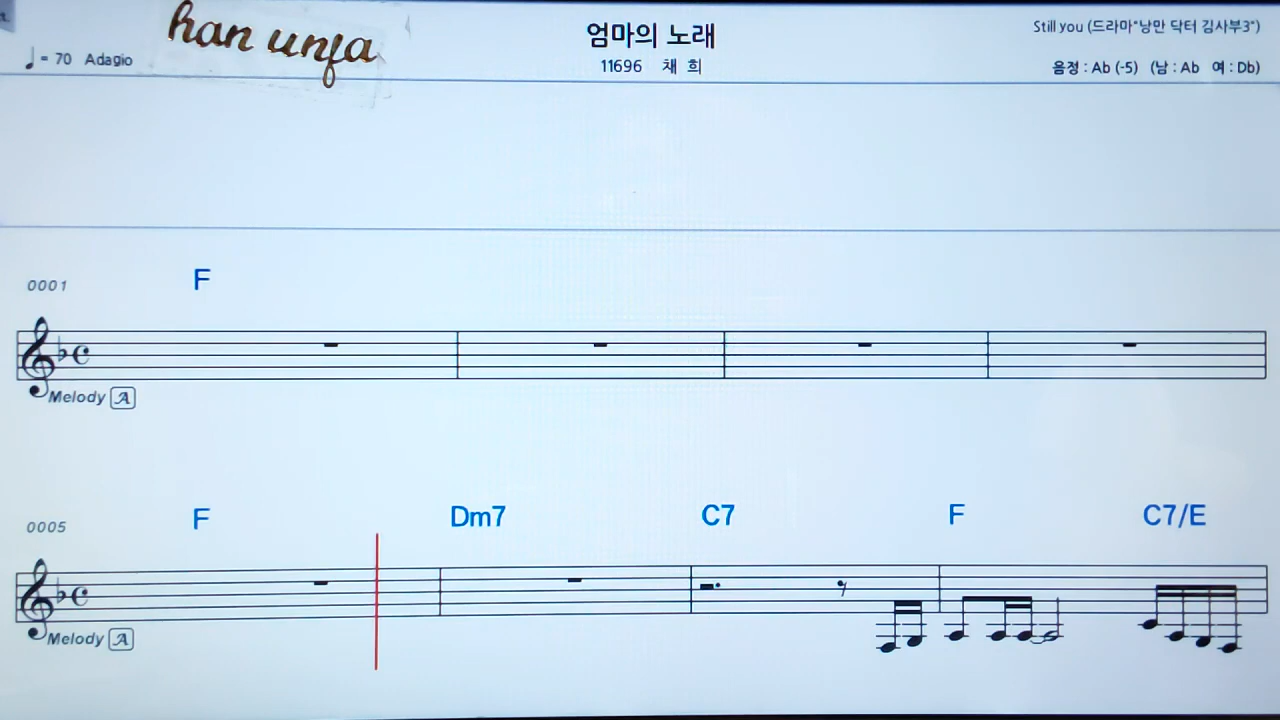 han unfa
엄마의 노래
Still you (드라마"낭만 닥터 김사부3")
♩ = 70 Adagio
11696 채 희
음정 : Ab (-5) (남 : Ab 여 : Db)
0001 F
Melody A
0005 F Dm7 C7 F C7/E
Melody A